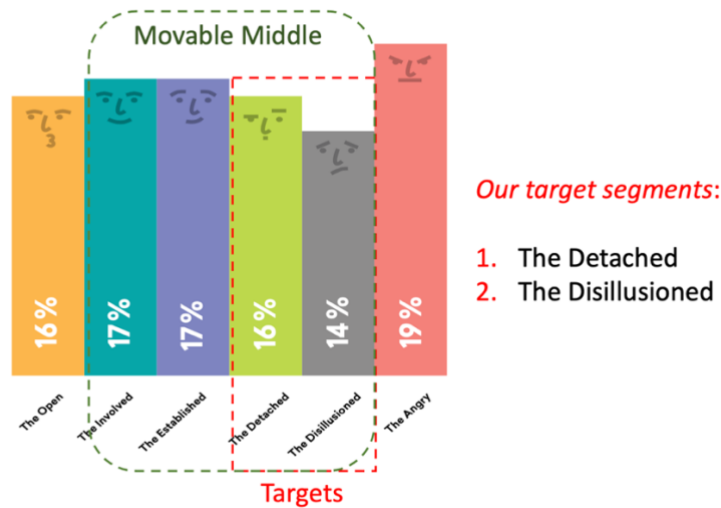 Movable Middle
16%
17%
17%
16%
14%
19%
The Open
The Involved
The Established
The Detached
The Disillusioned
The Angry
Targets
Our target segments:
1. The Detached
2. The Disillusioned